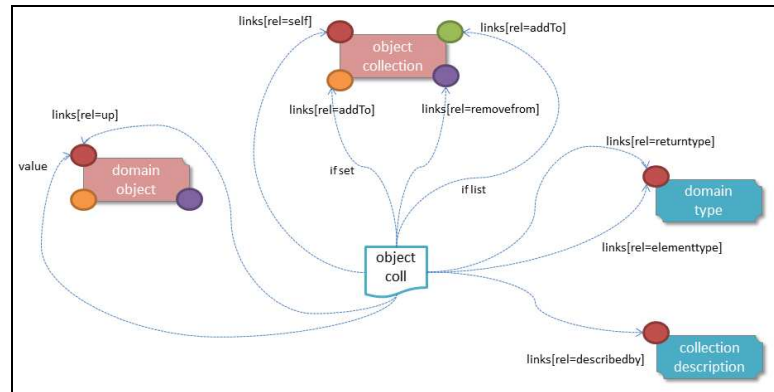 links[rel=self]
links[rel=addTo]
object
collection
links[rel=addTo]
links[rel=removefrom]
links[rel=up]
value
domain
object
if set
if list
links[rel=returntype]
domain
type
links[rel=elementtype]
object
coll
links[rel=describedby]
collection
description